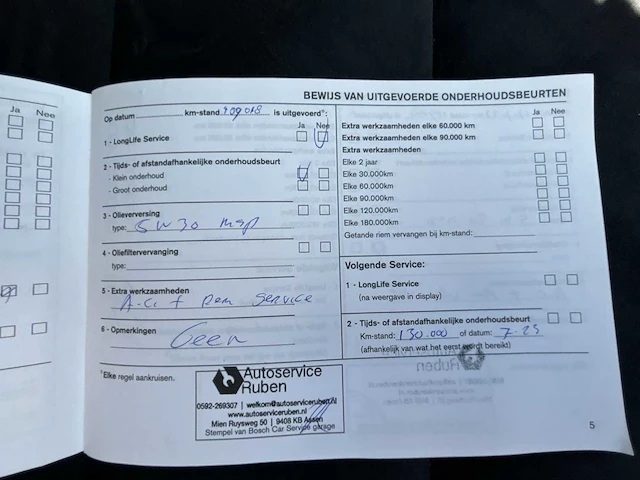 Ja Nee
BEWIJS VAN UITGEVOERDE ONDERHOUDSBEURTEN
Op datum km-stand is uitgevoerd*:
Ja Nee
1 - LongLife Service
2 - Tijds- of afstandafhankelijke onderhoudsbeurt
- Klein onderhoud
- Groot onderhoud
3 - Olieverversing
type: 5W30
4 - Oliefiltervervanging
type:
5 - Extra werkzaamheden
A-C. + Rem Service
6 - Opmerkingen
Geen
*Elke regel aankruisen.
Autoservice
Ruben
0592-269307 | welkom@autoserviceruben.nl
www.autoserviceruben.nl
Mien Ruysweg 50 | 9408 KB Assen
Stempel van Bosch Car Service garage
Ja Nee
Extra werkzaamheden elke 60.000 km
Extra werkzaamheden elke 90.000 km
Extra werkzaamheden
Elke 2 jaar
Elke 30.000km
Elke 60.000km
Elke 90.000km
Elke 120.000km
Elke 180.000km
Getande riem vervangen bij km-stand:
Volgende Service:
1 - LongLife Service
(na weergave in display)
2 - Tijds- of afstandafhankelijke onderhoudsbeurt
Km-stand: 130.000 of datum: 7-25
(afhankelijk van wat het eerst wordt bereikt)
5